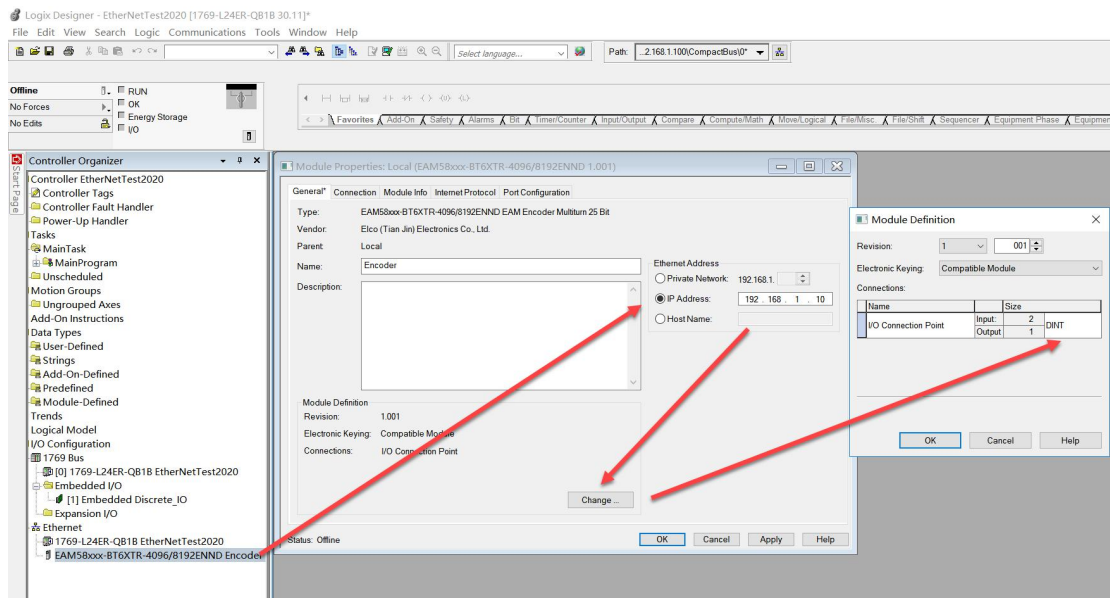 Logix Designer - EtherNetTest2020 [1769-L24ER-QB1B 30.11]*
File Edit View Search Logic Communications Tools Window Help
Select language...
Path: ..2.168.1.100\CompactBus\0*
Offline
RUN
No Forces
OK
Energy Storage
No Edits
I/O
Favorites Add-On Safety Alarms Bit Timer/Counter Input/Output Compare Compute/Math Move/Logical File/Misc. File/Shift Sequencer Equipment Phase Equipmen
Start Page
Controller Organizer
Controller EtherNetTest2020
Controller Tags
Controller Fault Handler
Power-Up Handler
Tasks
MainTask
MainProgram
Unscheduled
Motion Groups
Ungrouped Axes
Add-On Instructions
Data Types
User-Defined
Strings
Add-On-Defined
Predefined
Module-Defined
Trends
Logical Model
I/O Configuration
1769 Bus
[0] 1769-L24ER-QB1B EtherNetTest2020
Embedded I/O
[1] Embedded Discrete_IO
Expansion I/O
Ethernet
1769-L24ER-QB1B EtherNetTest2020
EAM58xxx-BT6XTR-4096/8192ENND Encoder
Module Properties: Local (EAM58xxx-BT6XTR-4096/8192ENND 1.001)
General* Connection Module Info Internet Protocol Port Configuration
Type: EAM58xxx-BT6XTR-4096/8192ENND EAM Encoder Multiturn 25 Bit
Vendor: Elco (Tian Jin) Electronics Co., Ltd.
Parent: Local
Name: Encoder
Description:
Ethernet Address
Private Network: 192.168.1.
IP Address: 192 . 168 . 1 . 10
Host Name:
Module Definition
Revision: 1.001
Electronic Keying: Compatible Module
Connections: I/O Connection Point
Change ...
Status: Offline
OK Cancel Apply Help
Module Definition
Revision: 1 001
Electronic Keying: Compatible Module
Connections:
Name Size
I/O Connection Point Input: 2 DINT
Output 1
OK Cancel Help